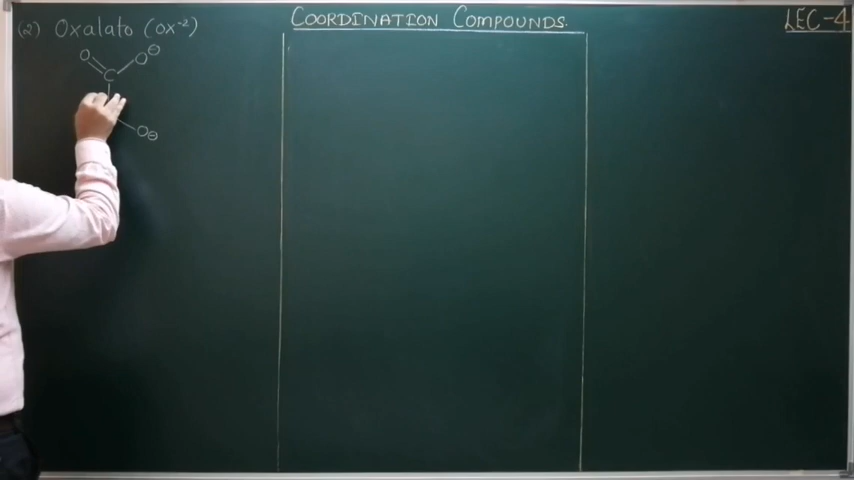 COORDINATION COMPOUNDS
LEC-4
(2) Oxalato (ox⁻²)
O O⊖
C
O⊖